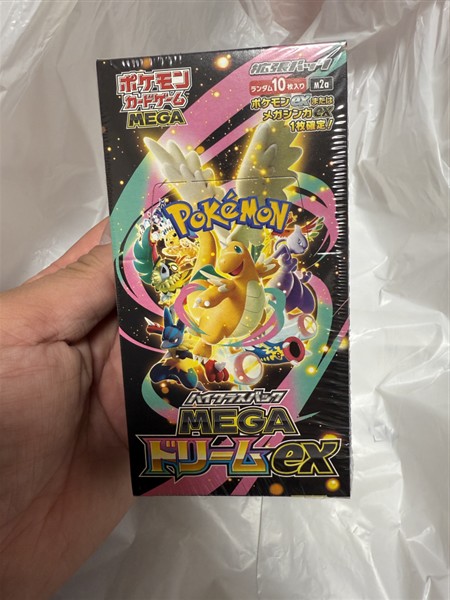 ポケモン
カードゲーム
MEGA
拡張パック
ランダム10枚入り
M2a
ポケモンexまたは
メガシンカex
1枚確定!
POKéMON
ハイクラスパック
MEGA
ドリームex